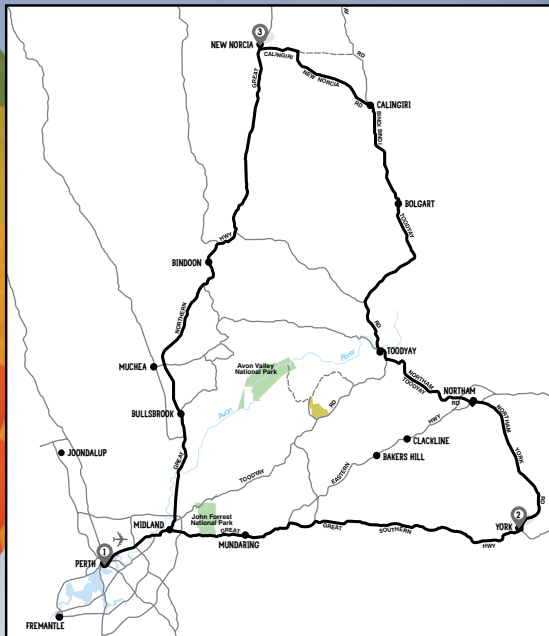 RD
3
NEW NORCIA
CALINGIRI
RD
GREAT
NEW NORCIA
RD
CALINGIRI
BINDI BINDI
BOLGART
TOODYAY
HWY
BINDOON
NORTHERN
RD
River
TOODYAY
MUCHEA
Avon Valley
National Park
NORTHAM
TOODYAY
NORTHAM
RD
Avon
RD
BULLSBROOK
HWY
NORTHAM
CLACKLINE
JOONDALUP
BAKERS HILL
YORK
GREAT
EASTERN
TOODYAY
RD
John Forrest
National Park
2
MIDLAND
GREAT
GREAT
SOUTHERN
YORK
MUNDARING
HWY
1
PERTH
FREMANTLE